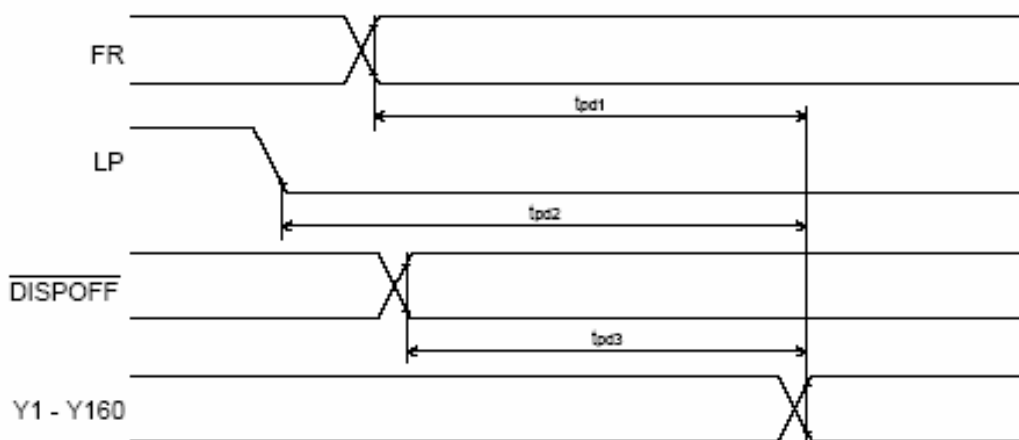 FR
tpd1
LP
tpd2
DISPOFF
tpd3
Y1 - Y160